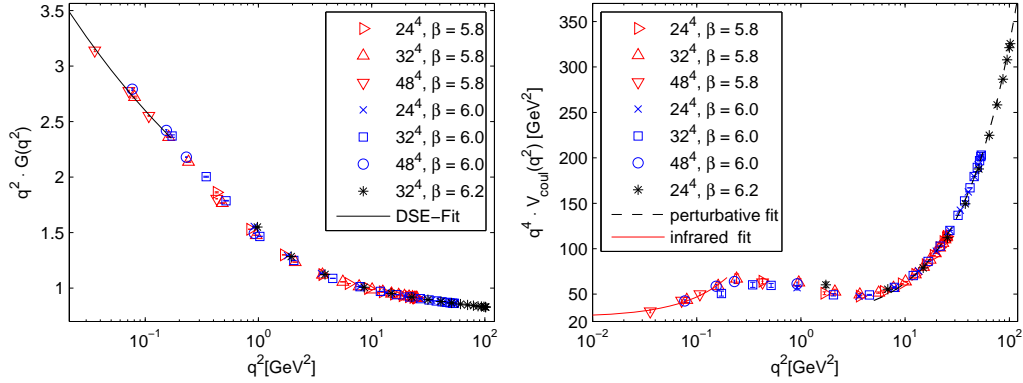 3.5
3
2.5
2
1.5
1
q² · G(q²)
10⁻¹ 10⁰ 10¹ 10²
q²[GeV²]
24⁴, β = 5.8
32⁴, β = 5.8
48⁴, β = 5.8
24⁴, β = 6.0
32⁴, β = 6.0
48⁴, β = 6.0
32⁴, β = 6.2
DSE−Fit
350
300
250
200
150
100
50
20
q⁴ · V_coul(q²) [GeV²]
10⁻² 10⁻¹ 10⁰ 10¹ 10²
q²[GeV²]
24⁴, β = 5.8
32⁴, β = 5.8
48⁴, β = 5.8
24⁴, β = 6.0
32⁴, β = 6.0
48⁴, β = 6.0
24⁴, β = 6.2
perturbative fit
infrared fit